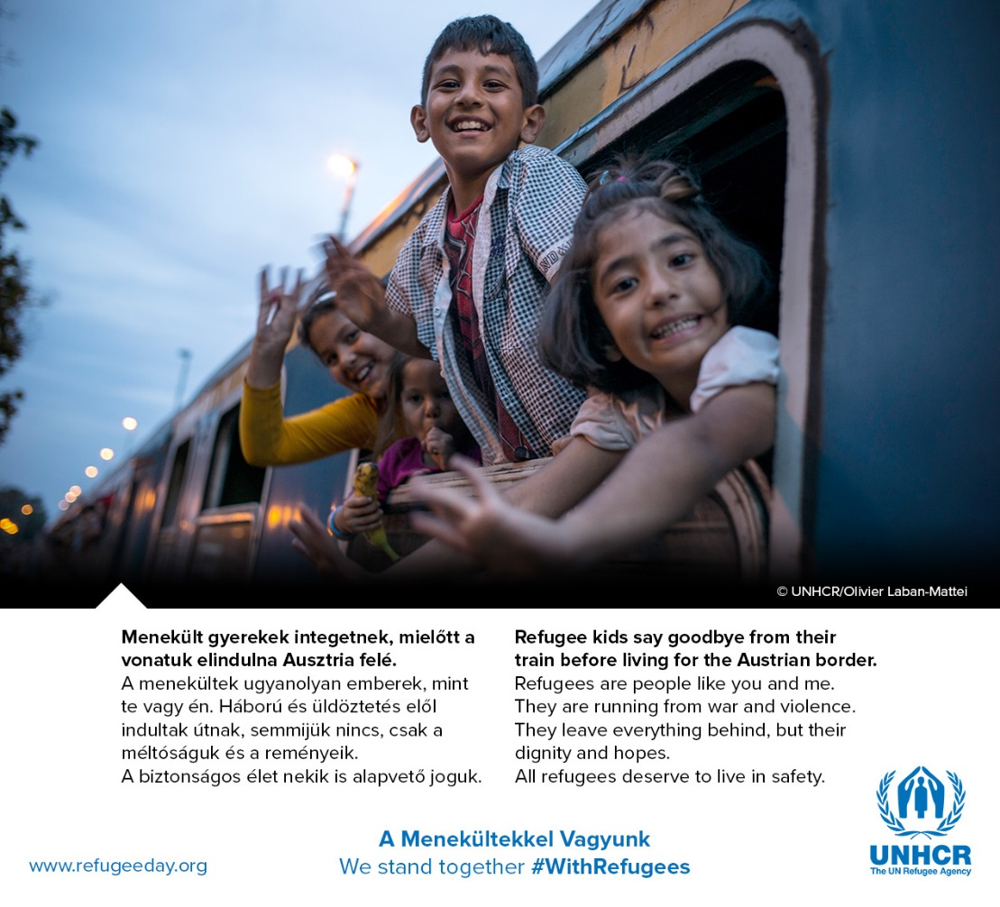 © UNHCR/Olivier Laban-Mattei
Menekült gyerekek integetnek, mielőtt a
vonatuk elindulna Ausztria felé.
A menekültek ugyanolyan emberek, mint
te vagy én. Háború és üldöztetés elől
indultak útnak, semmijük nincs, csak a
méltóságuk és a reményeik.
A biztonságos élet nekik is alapvető joguk.
Refugee kids say goodbye from their
train before living for the Austrian border.
Refugees are people like you and me.
They are running from war and violence.
They leave everything behind, but their
dignity and hopes.
All refugees deserve to live in safety.
www.refugeeday.org
A Menekültekkel Vagyunk
We stand together #WithRefugees
UNHCR
The UN Refugee Agency